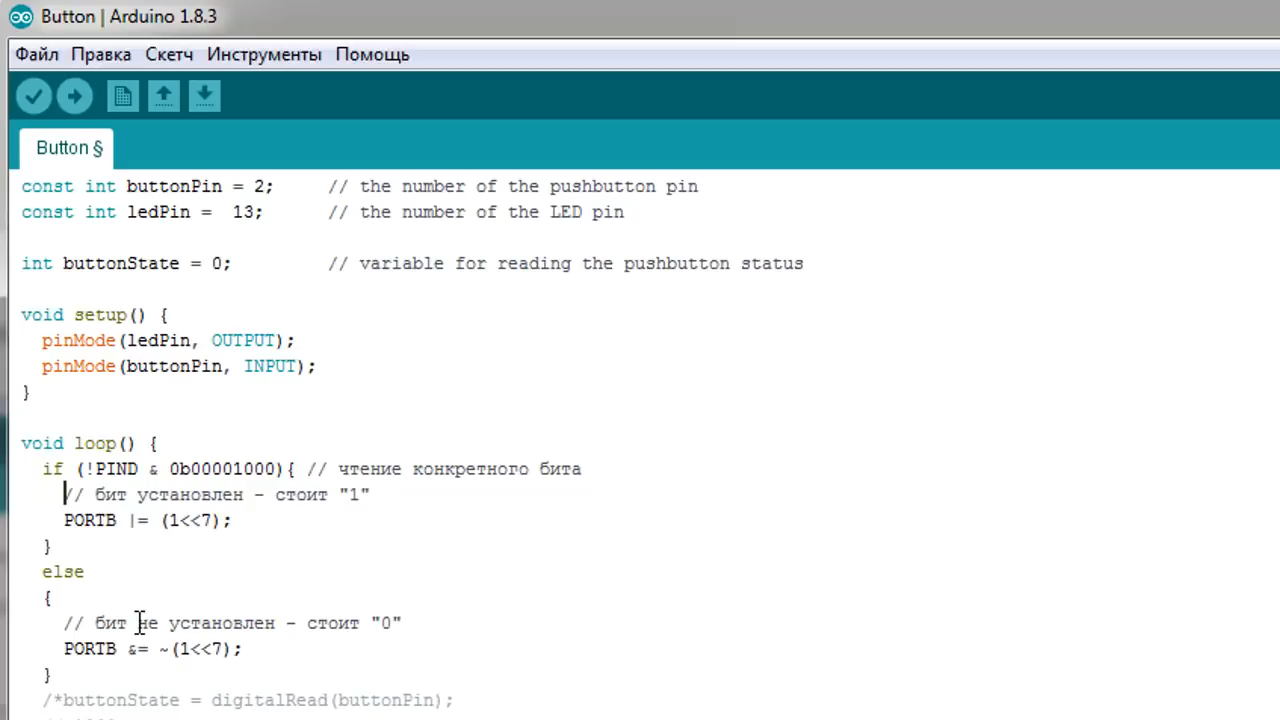 Button | Arduino 1.8.3
Файл Правка Скетч Инструменты Помощь
Button §
const int buttonPin = 2;     // the number of the pushbutton pin
const int ledPin =  13;      // the number of the LED pin
int buttonState = 0;         // variable for reading the pushbutton status
void setup() {
  pinMode(ledPin, OUTPUT);
  pinMode(buttonPin, INPUT);
}
void loop() {
  if (!PIND & 0b00001000){ // чтение конкретного бита
    // бит установлен - стоит "1"
    PORTB |= (1<<7);
  }
  else
  {
    // бит не установлен - стоит "0"
    PORTB &= ~(1<<7);
  }
  /*buttonState = digitalRead(buttonPin);